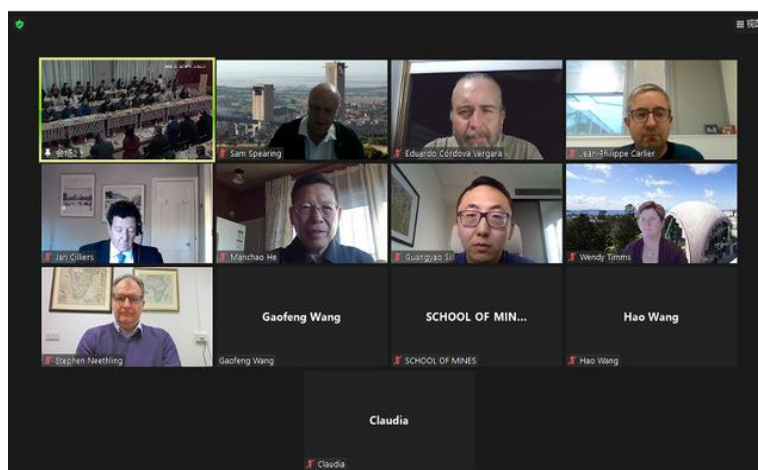 视图
会场2
Sam Spearing
Eduardo Córdova Vergara
Jean-Philippe Carlier
Jan Cilliers
Manchao He
Guangyao Si
Wendy Timms
Stephen Neethling
Gaofeng Wang
Gaofeng Wang
SCHOOL OF MIN...
SCHOOL OF MINES
Hao Wang
Hao Wang
Claudia
Claudia